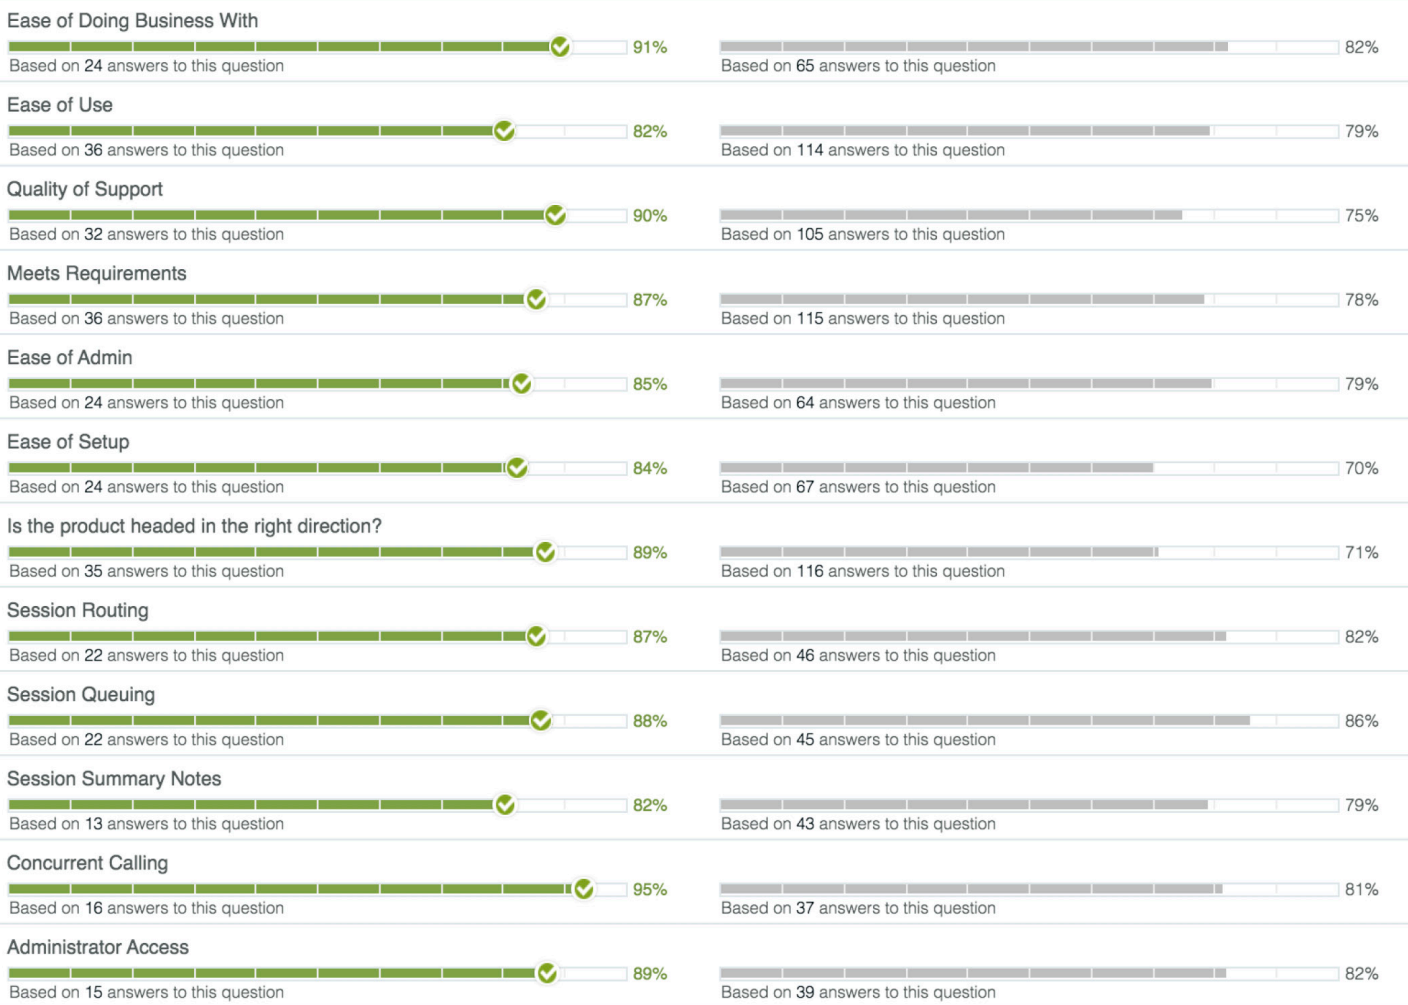 Ease of Doing Business With
91% 82%
Based on 24 answers to this question Based on 65 answers to this question
Ease of Use
82% 79%
Based on 36 answers to this question Based on 114 answers to this question
Quality of Support
90% 75%
Based on 32 answers to this question Based on 105 answers to this question
Meets Requirements
87% 78%
Based on 36 answers to this question Based on 115 answers to this question
Ease of Admin
85% 79%
Based on 24 answers to this question Based on 64 answers to this question
Ease of Setup
84% 70%
Based on 24 answers to this question Based on 67 answers to this question
Is the product headed in the right direction?
89% 71%
Based on 35 answers to this question Based on 116 answers to this question
Session Routing
87% 82%
Based on 22 answers to this question Based on 46 answers to this question
Session Queuing
88% 86%
Based on 22 answers to this question Based on 45 answers to this question
Session Summary Notes
82% 79%
Based on 13 answers to this question Based on 43 answers to this question
Concurrent Calling
95% 81%
Based on 16 answers to this question Based on 37 answers to this question
Administrator Access
89% 82%
Based on 15 answers to this question Based on 39 answers to this question